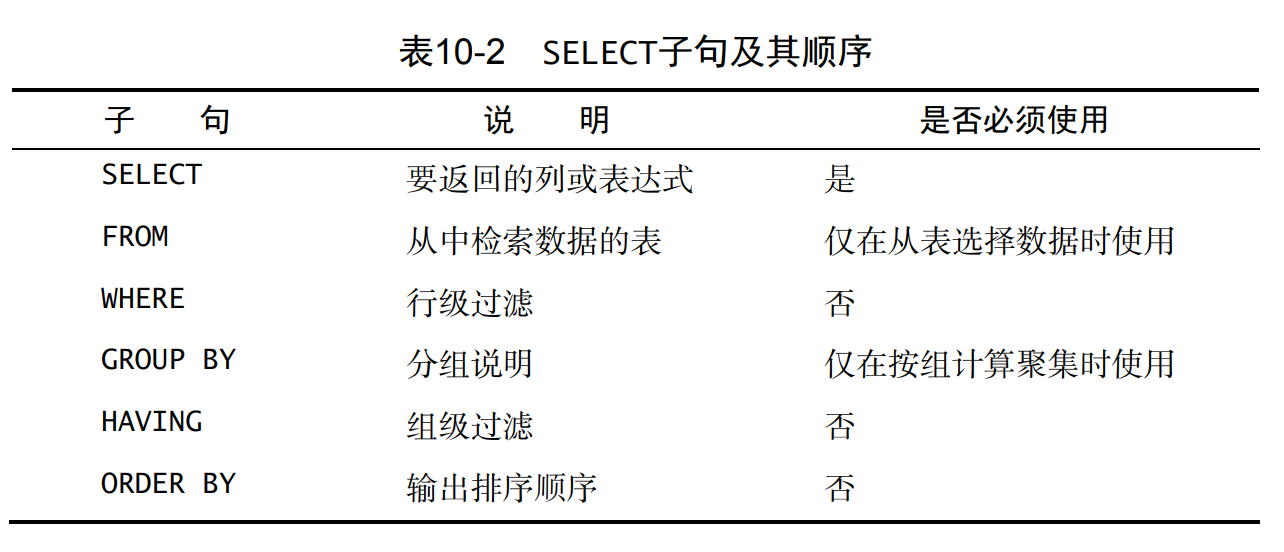 表10-2 SELECT子句及其顺序
子 句 说 明 是否必须使用
SELECT 要返回的列或表达式 是
FROM 从中检索数据的表 仅在从表选择数据时使用
WHERE 行级过滤 否
GROUP BY 分组说明 仅在按组计算聚集时使用
HAVING 组级过滤 否
ORDER BY 输出排序顺序 否